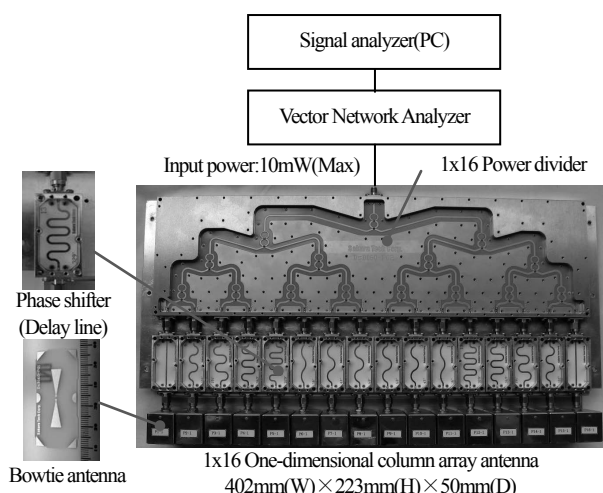 Signal analyzer(PC)
Vector Network Analyzer
Input power:10mW(Max)
1x16 Power divider
Phase shifter
(Delay line)
Bowtie antenna
1x16 One-dimensional column array antenna
402mm(W)×223mm(H)×50mm(D)